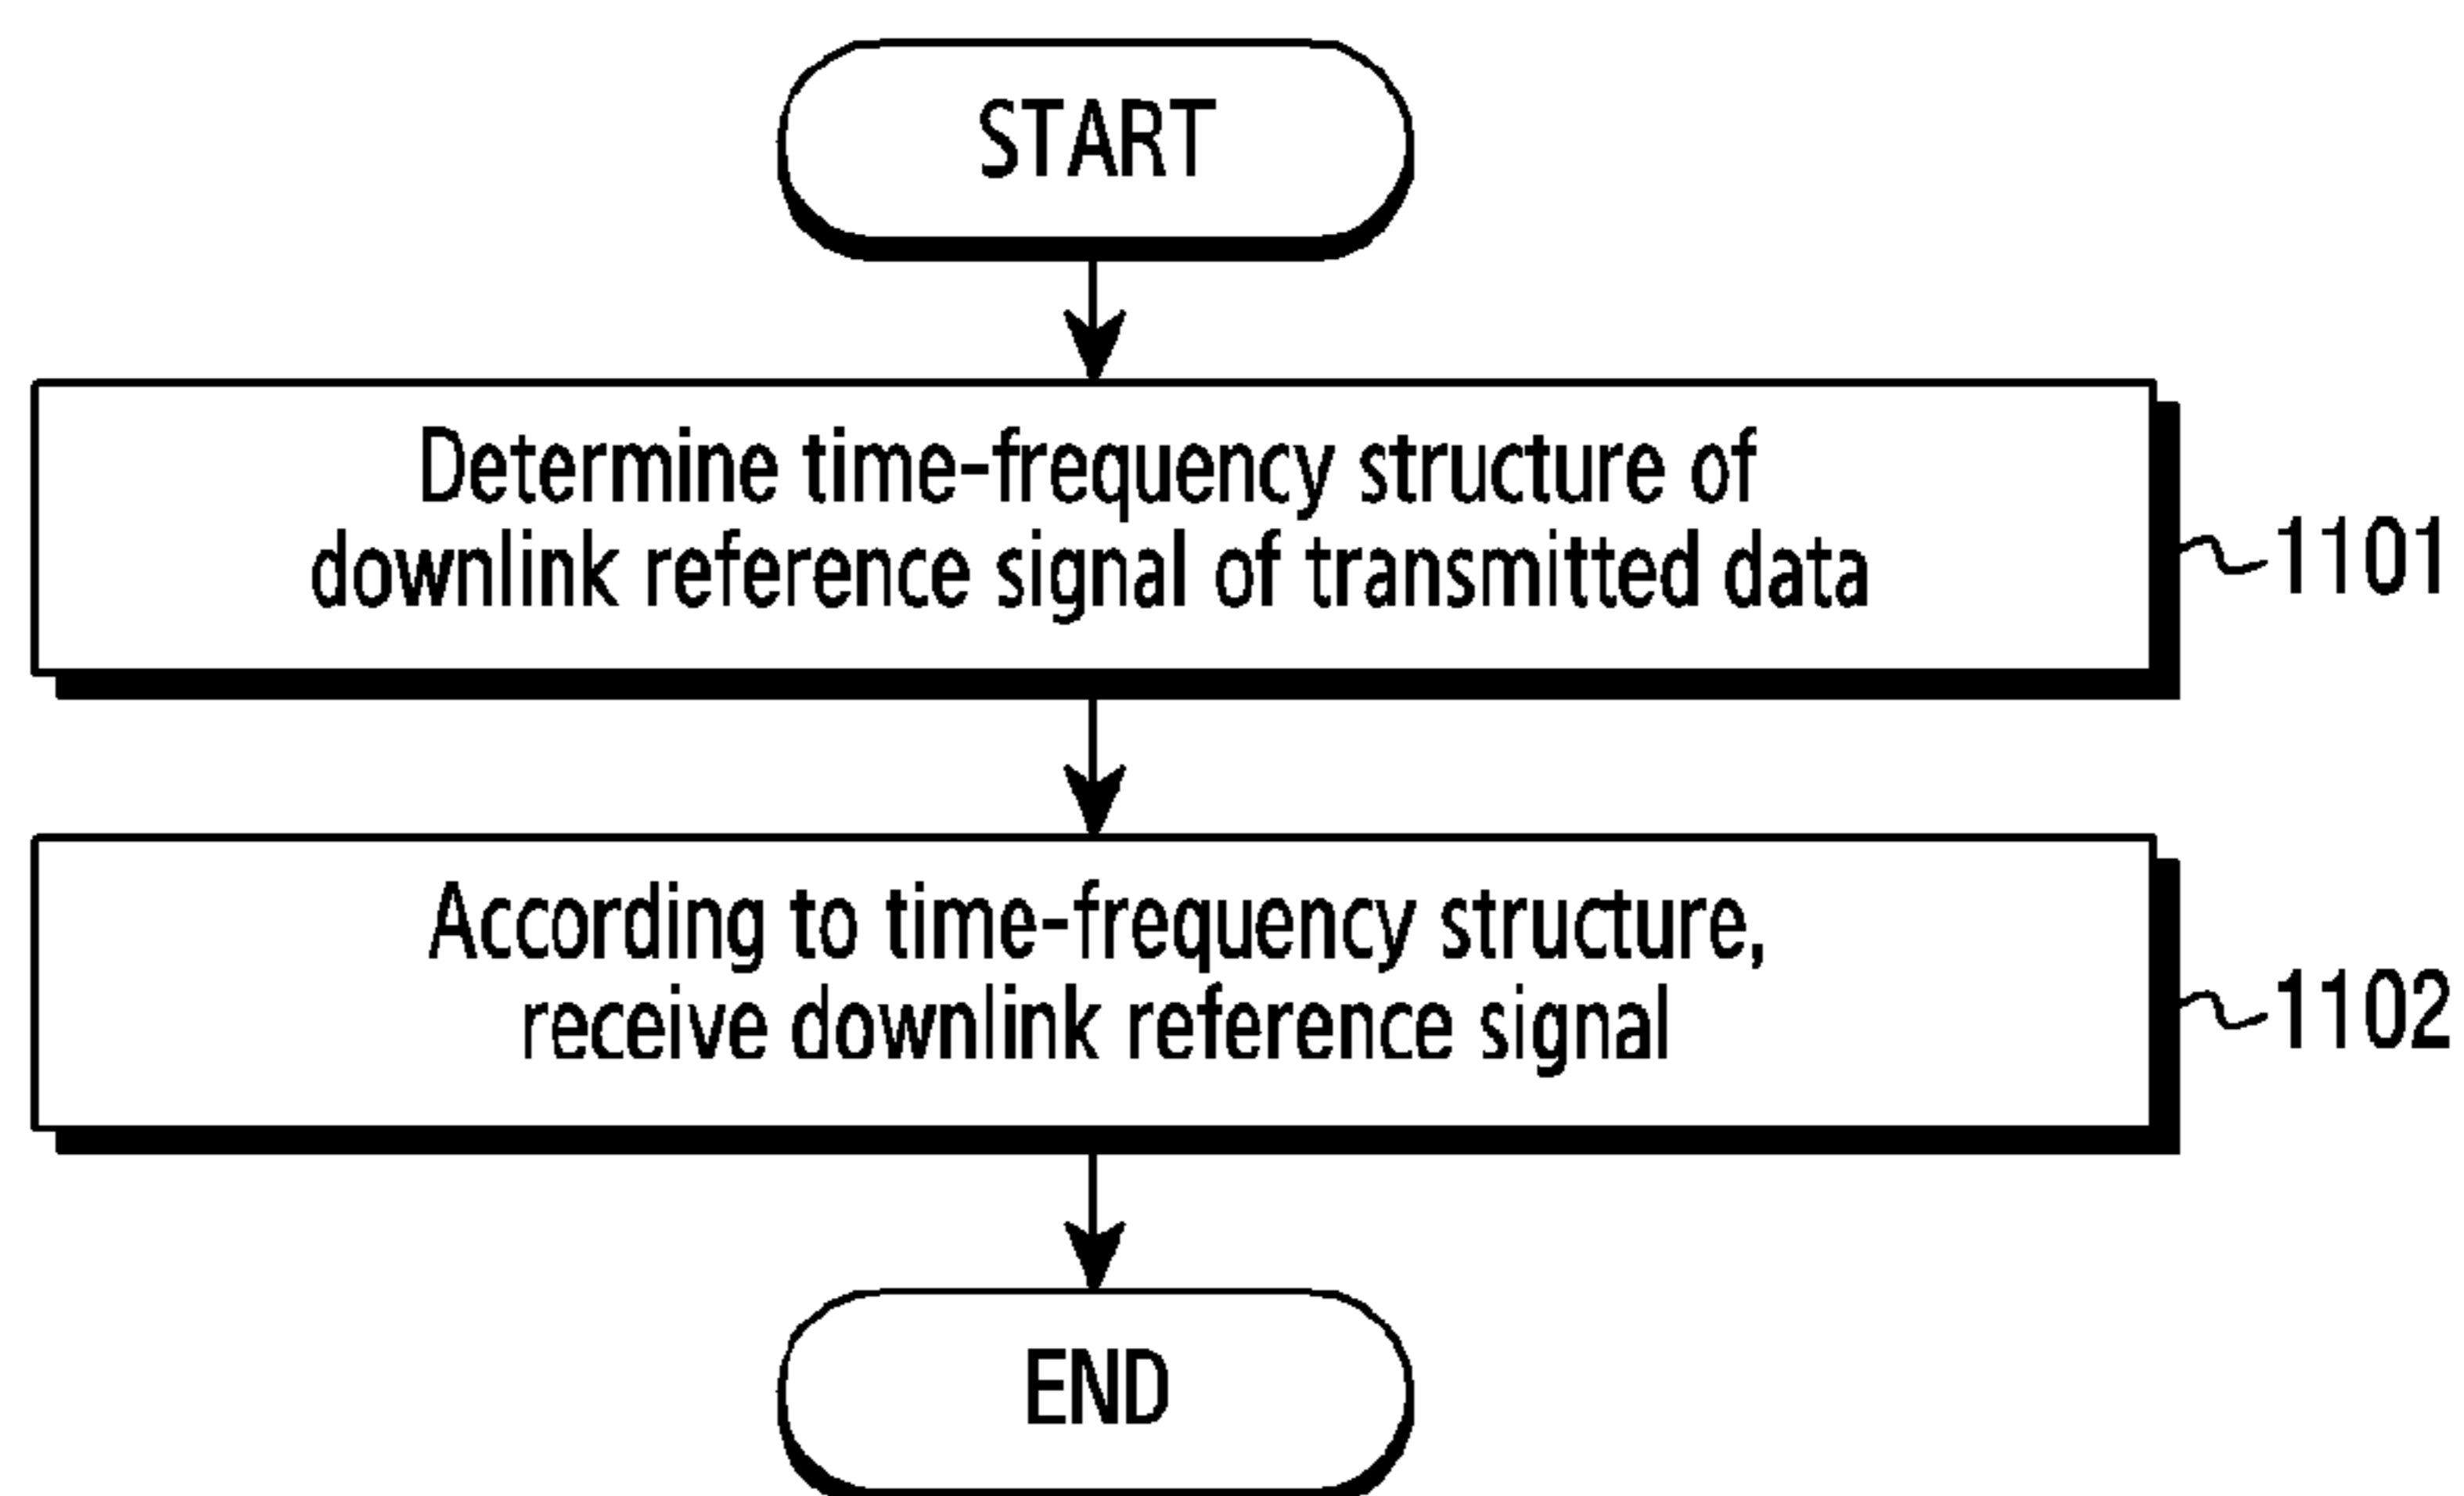 START
Determine time-frequency structure of
downlink reference signal of transmitted data
1101
According to time-frequency structure,
receive downlink reference signal
1102
END